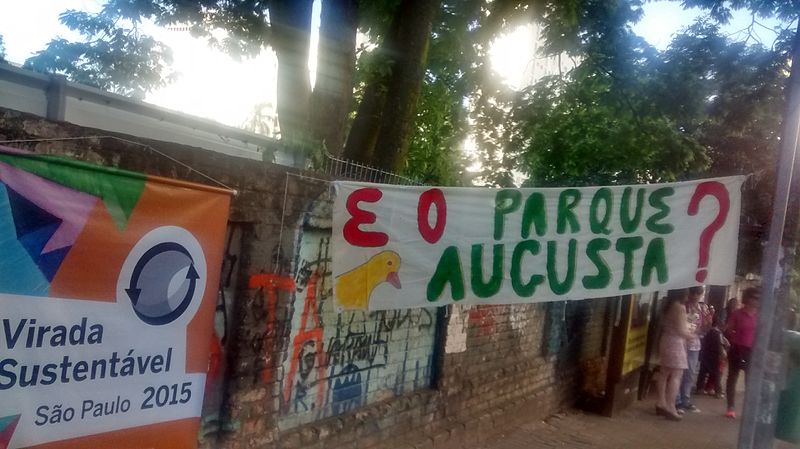 Virada
Sustentável
São Paulo 2015
E O PARQUE
AUGUSTA ?